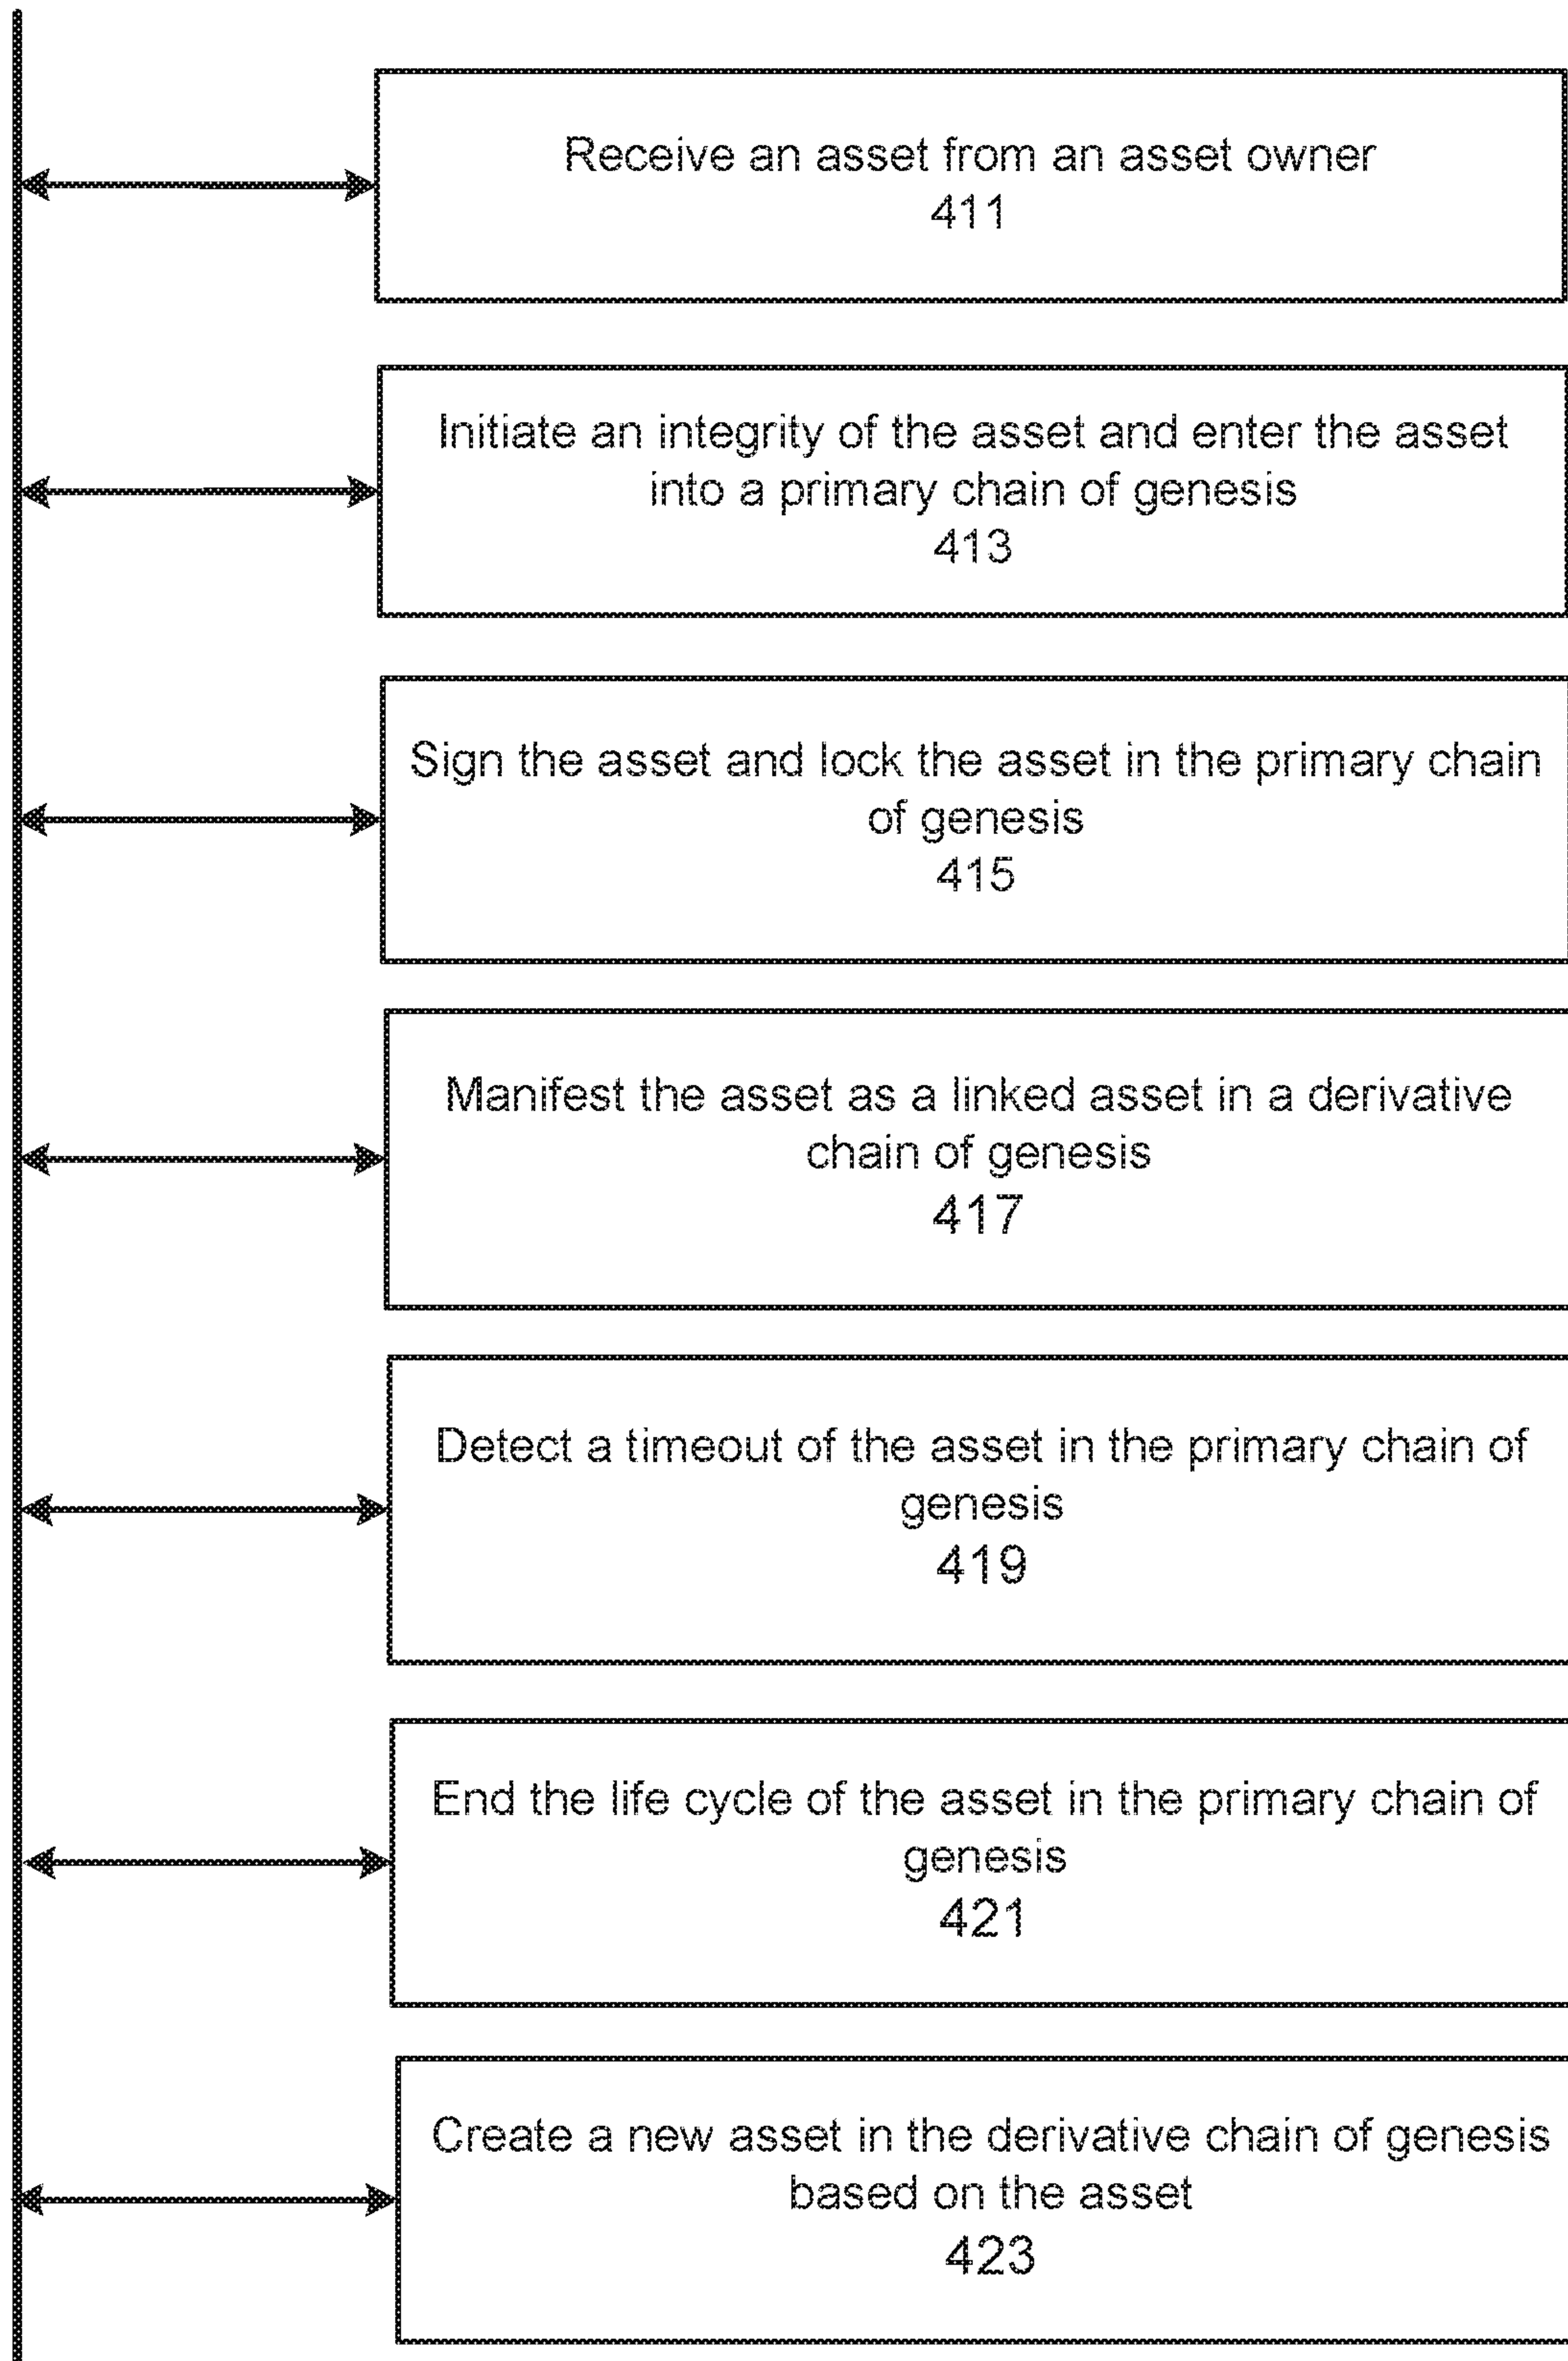 Receive an asset from an asset owner
411
Initiate an integrity of the asset and enter the asset
into a primary chain of genesis
413
Sign the asset and lock the asset in the primary chain
of genesis
415
Manifest the asset as a linked asset in a derivative
chain of genesis
417
Detect a timeout of the asset in the primary chain of
genesis
419
End the life cycle of the asset in the primary chain of
genesis
421
Create a new asset in the derivative chain of genesis
based on the asset
423